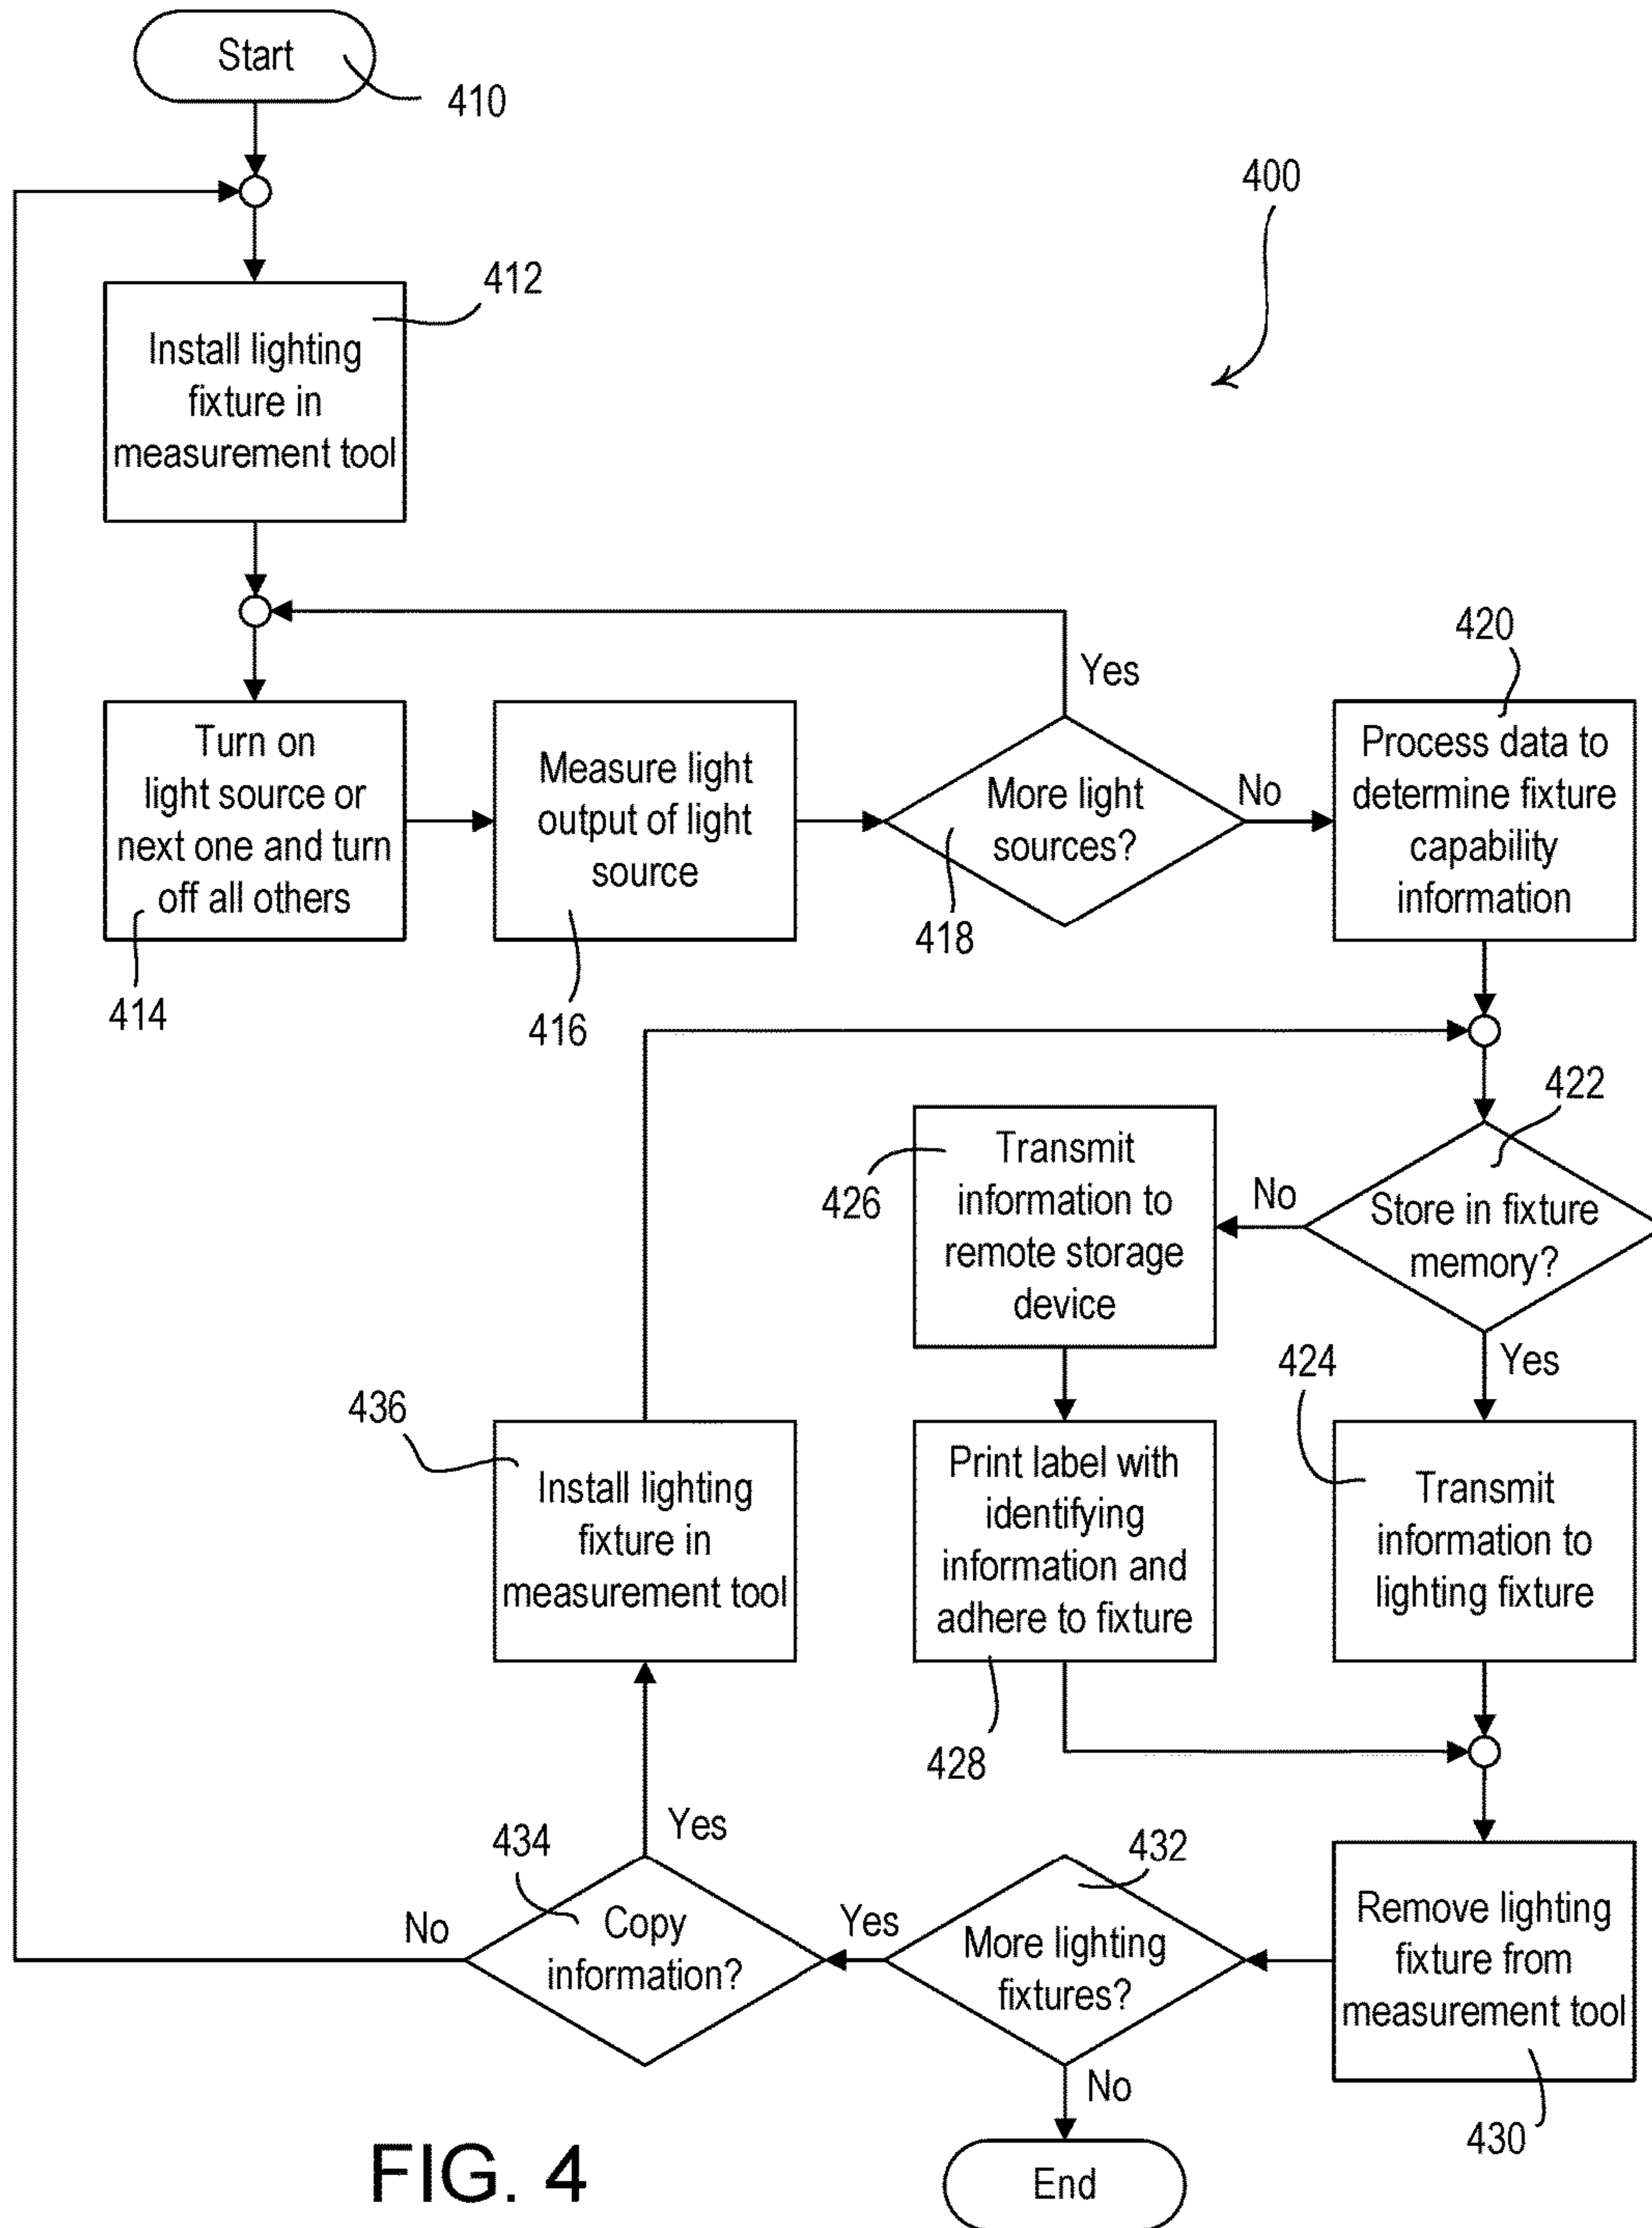 Start
410
400
412
Install lighting
fixture in
measurement tool
Yes
420
Turn on
light source or
next one and turn
off all others
414
Measure light
output of light
source
416
More light
sources?
418
No
Process data to
determine fixture
capability
information
422
Store in fixture
memory?
No
Yes
426
Transmit
information to
remote storage
device
424
Transmit
information to
lighting fixture
436
Install lighting
fixture in
measurement tool
Print label with
identifying
information and
adhere to fixture
428
Yes
434
Copy
information?
No
Yes
432
More lighting
fixtures?
No
Remove lighting
fixture from
measurement tool
430
End
FIG. 4